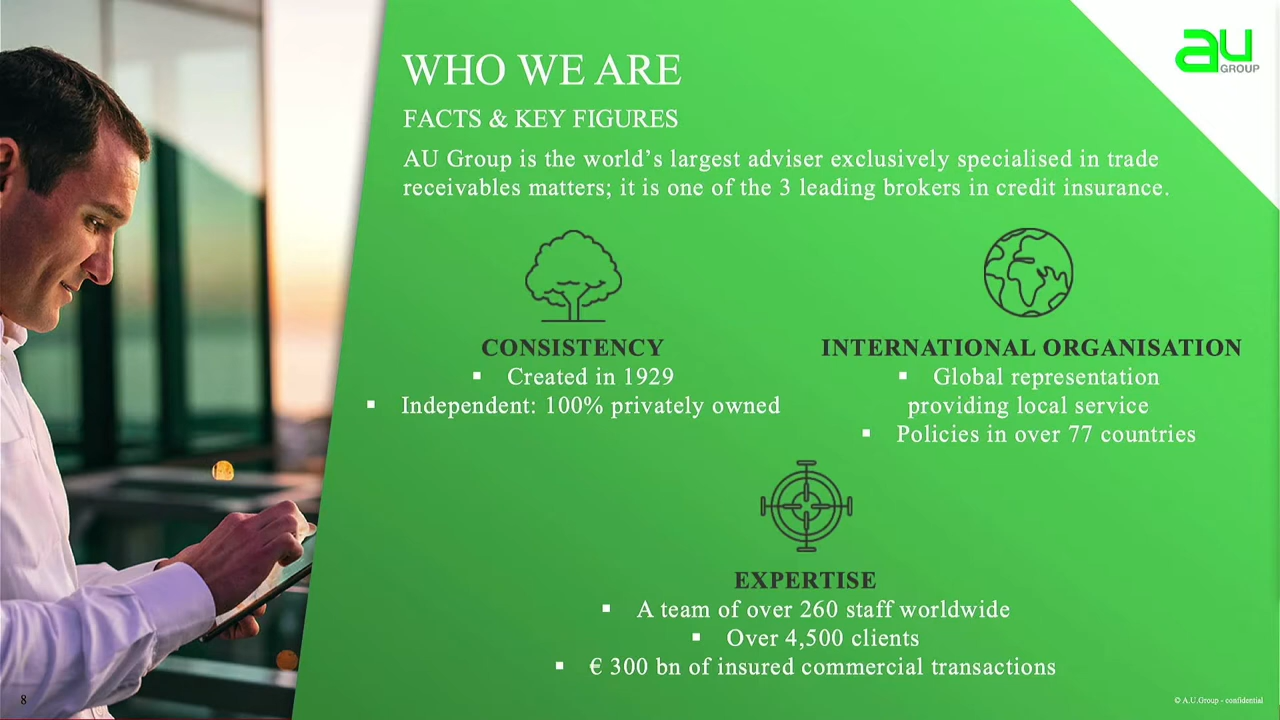 WHO WE ARE
au
GROUP
FACTS & KEY FIGURES
AU Group is the world’s largest adviser exclusively specialised in trade
receivables matters; it is one of the 3 leading brokers in credit insurance.
CONSISTENCY
▪ Created in 1929
▪ Independent: 100% privately owned
INTERNATIONAL ORGANISATION
▪ Global representation
providing local service
▪ Policies in over 77 countries
EXPERTISE
▪ A team of over 260 staff worldwide
▪ Over 4,500 clients
▪ € 300 bn of insured commercial transactions
8
© A.U.Group - confidential